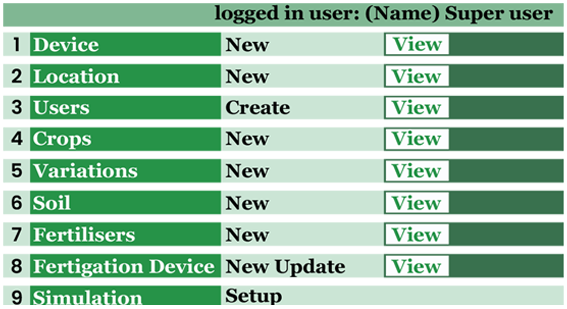 logged in user: (Name) Super user
1 Device New View
2 Location New View
3 Users Create View
4 Crops New View
5 Variations New View
6 Soil New View
7 Fertilisers New View
8 Fertigation Device New Update View
9 Simulation Setup